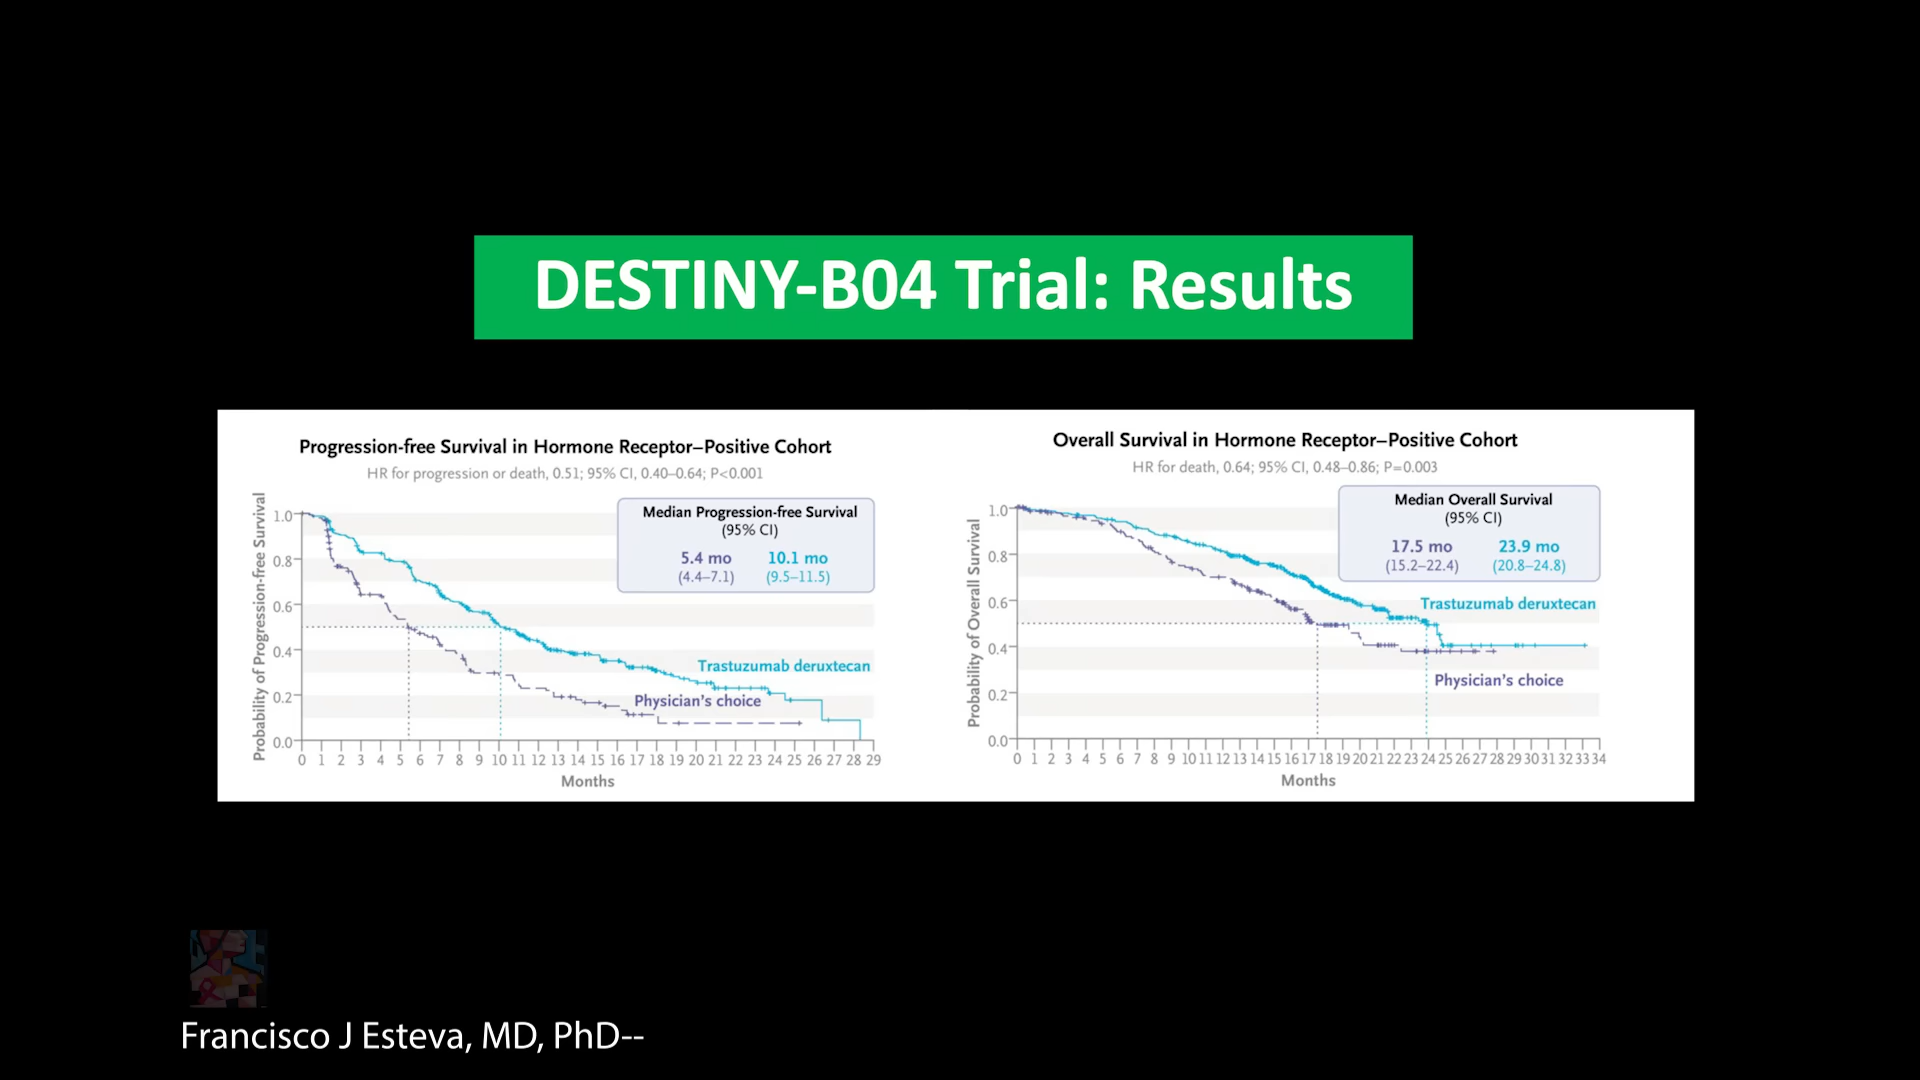 DESTINY-B04 Trial: Results
Progression-free Survival in Hormone Receptor–Positive Cohort
HR for progression or death, 0.51; 95% CI, 0.40–0.64; P<0.001
Probability of Progression-free Survival
1.0
0.8
0.6
0.4
0.2
0.0
Median Progression-free Survival
(95% CI)
5.4 mo 10.1 mo
(4.4–7.1) (9.5–11.5)
Trastuzumab deruxtecan
Physician's choice
0 1 2 3 4 5 6 7 8 9 10 11 12 13 14 15 16 17 18 19 20 21 22 23 24 25 26 27 28 29
Months
Overall Survival in Hormone Receptor–Positive Cohort
HR for death, 0.64; 95% CI, 0.48–0.86; P=0.003
Probability of Overall Survival
1.0
0.8
0.6
0.4
0.2
0.0
Median Overall Survival
(95% CI)
17.5 mo 23.9 mo
(15.2–22.4) (20.8–24.8)
Trastuzumab deruxtecan
Physician's choice
0 1 2 3 4 5 6 7 8 9 10 11 12 13 14 15 16 17 18 19 20 21 22 23 24 25 26 27 28 29 30 31 32 33 34
Months
Francisco J Esteva, MD, PhD--